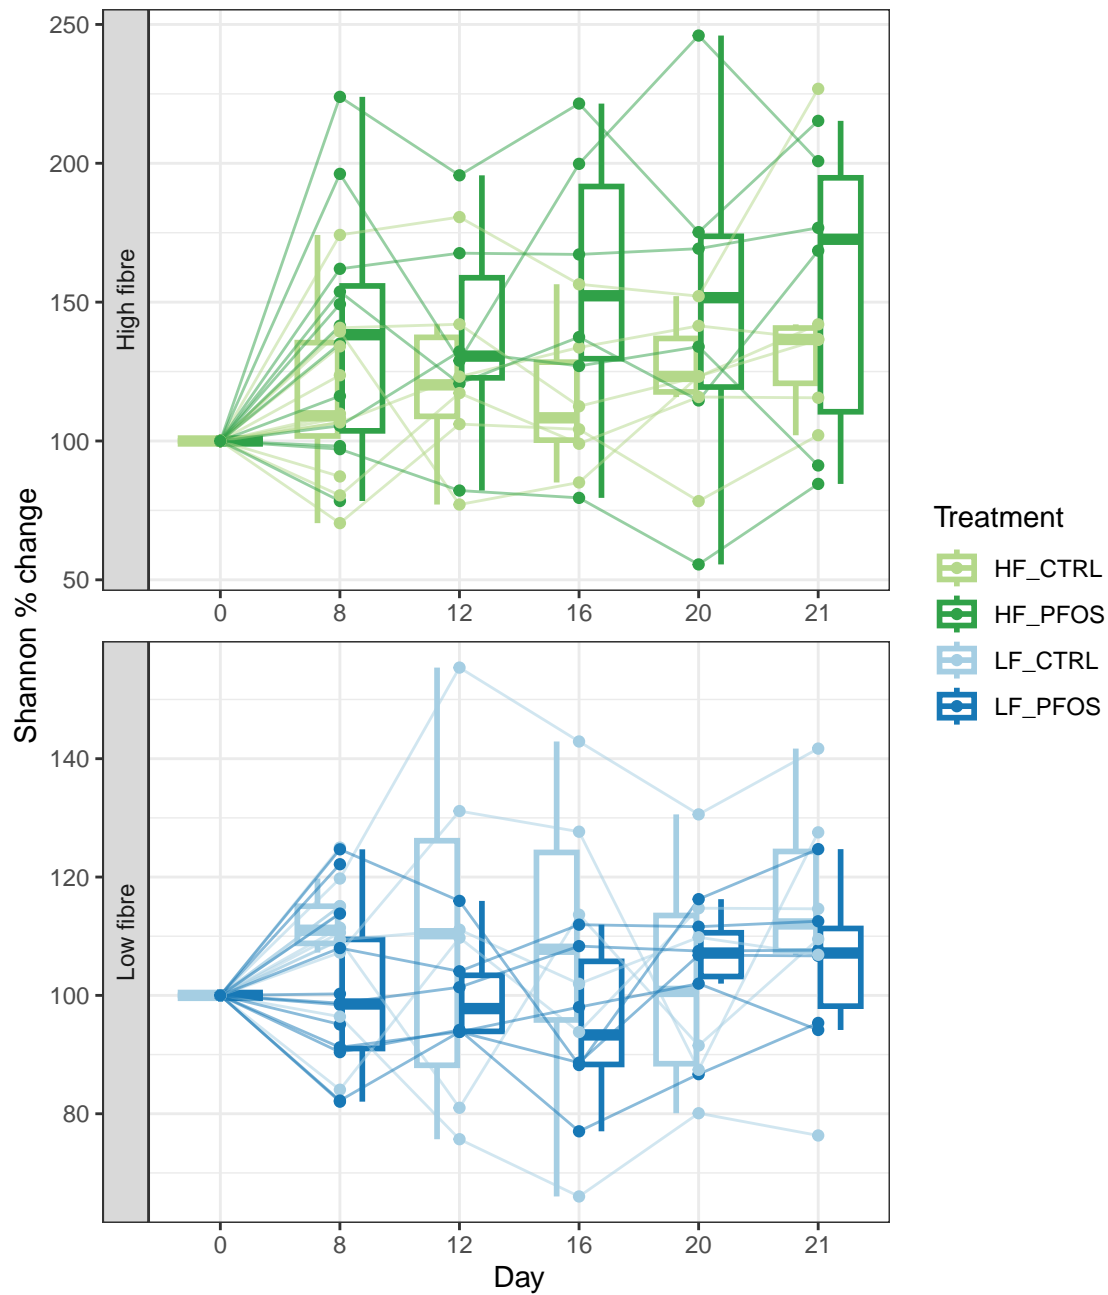 250
200
150
100
50
High fibre
0 8 12 16 20 21
140
120
100
80
Low fibre
0 8 12 16 20 21
Day
Shannon % change
Treatment
HF_CTRL
HF_PFOS
LF_CTRL
LF_PFOS